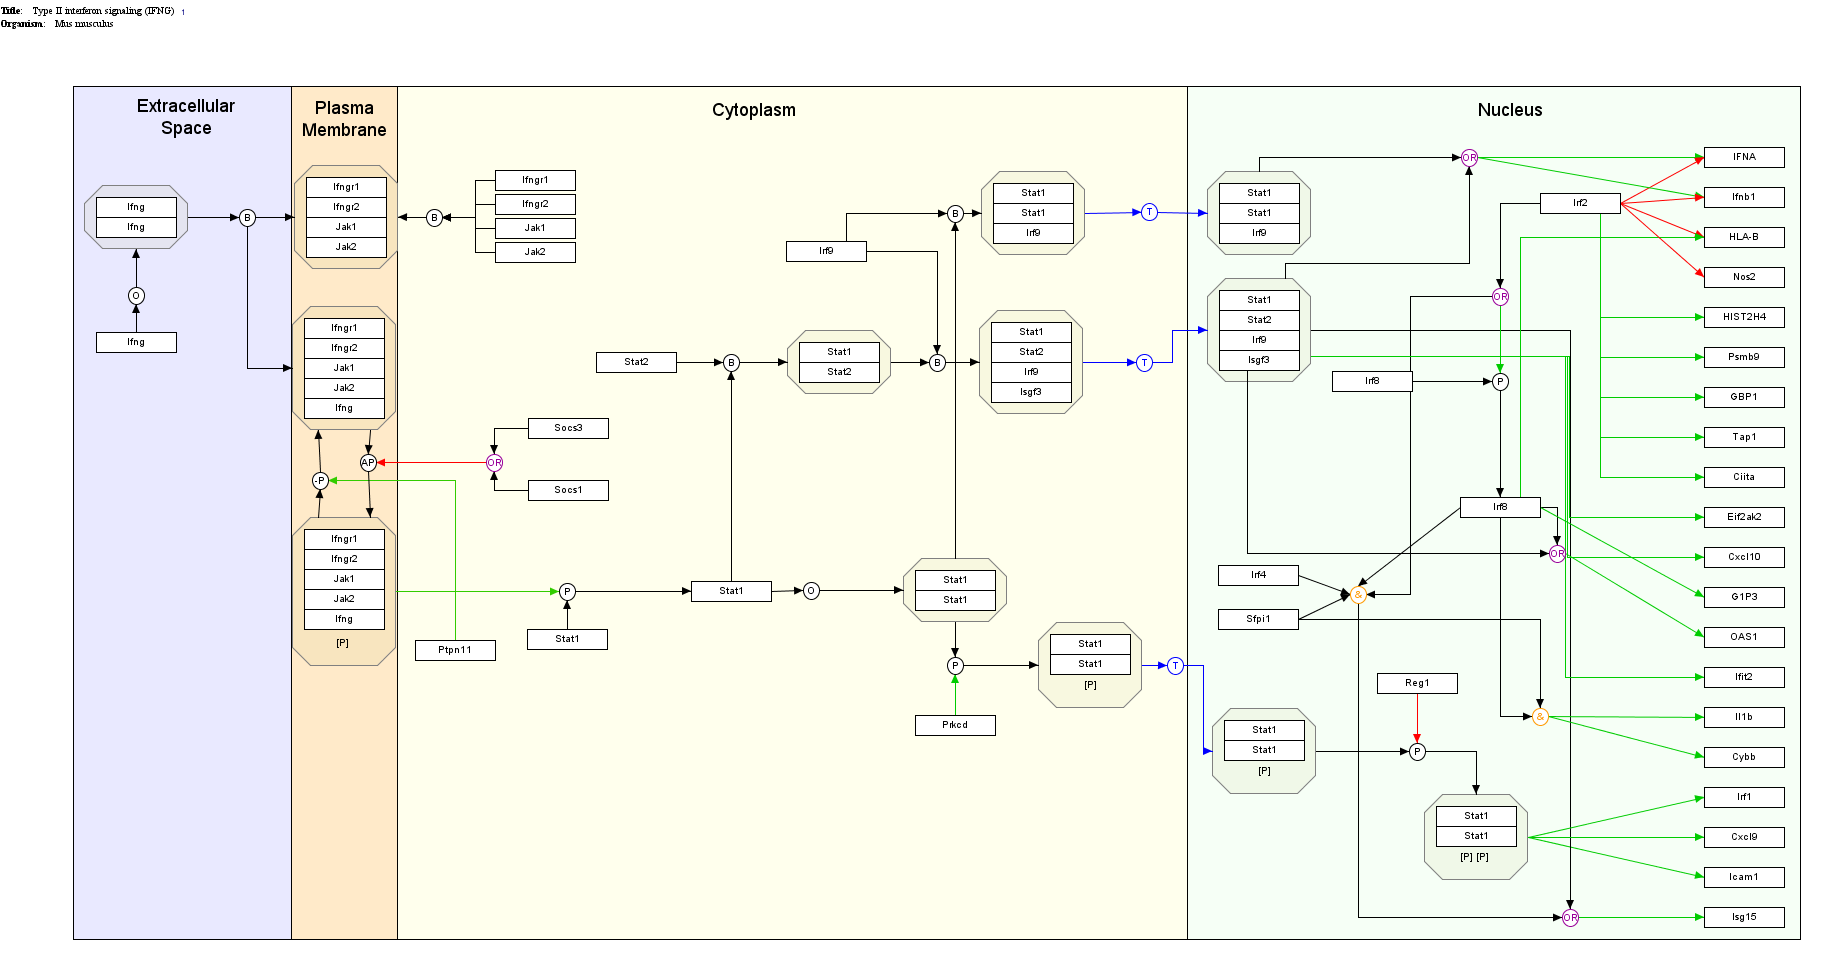 Title: Type II interferon signaling (IFNG) 1
Organism: Mus musculus
Extracellular
Space
Plasma
Membrane
Cytoplasm
Nucleus
Ifng
Ifng
B
O
Ifng
Ifngr1
Ifngr2
Jak1
Jak2
B
Ifngr1
Ifngr2
Jak1
Jak2
Ifngr1
Ifngr2
Jak1
Jak2
Ifng
AP
-P
Ifngr1
Ifngr2
Jak1
Jak2
Ifng
[P]
Socs3
OR
Socs1
Ptpn11
P
Stat1
Stat1
O
Stat2
B
Stat1
Stat2
B
Irf9
B
Stat1
Stat1
Irf9
T
Stat1
Stat2
Irf9
Isgf3
T
Stat1
Stat1
P
Prkcd
Stat1
Stat1
[P]
T
Stat1
Stat1
Irf9
Stat1
Stat2
Irf9
Isgf3
OR
Irf2
OR
Irf8
P
Irf8
OR
Irf4
&
Sfpi1
Reg1
&
Stat1
Stat1
[P]
P
Stat1
Stat1
[P] [P]
OR
IFNA
Ifnb1
HLA-B
Nos2
HIST2H4
Psmb9
GBP1
Tap1
Ciita
Eif2ak2
Cxcl10
G1P3
OAS1
Ifit2
Il1b
Cybb
Irf1
Cxcl9
Icam1
Isg15